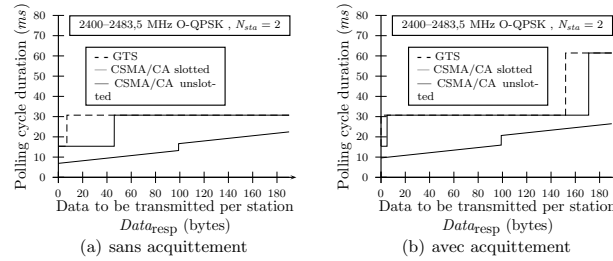 2400–2483,5 MHz O-QPSK , Nsta = 2
GTS
CSMA/CA slotted
CSMA/CA unslot-
ted
Polling cycle duration (ms)
80
70
60
50
40
30
20
10
0
0 20 40 60 80 100 120 140 160 180
Data to be transmitted per station
Dataresp (bytes)
(a) sans acquittement
2400–2483,5 MHz O-QPSK , Nsta = 2
GTS
CSMA/CA slotted
CSMA/CA unslot-
ted
Polling cycle duration (ms)
80
70
60
50
40
30
20
10
0
0 20 40 60 80 100 120 140 160 180
Data to be transmitted per station
Dataresp (bytes)
(b) avec acquittement